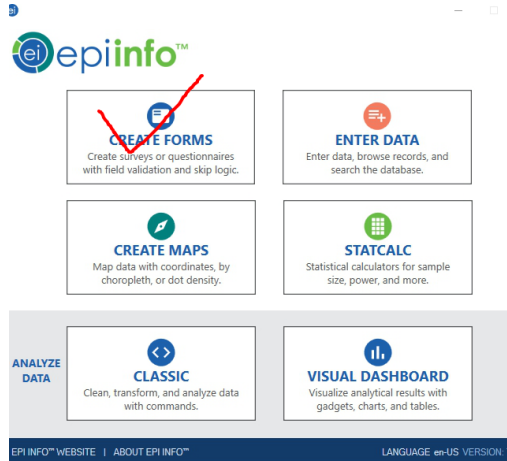 ei
ei epiinfo™
CREATE FORMS
Create surveys or questionnaires
with field validation and skip logic.
ENTER DATA
Enter data, browse records, and
search the database.
CREATE MAPS
Map data with coordinates, by
choropleth, or dot density.
STATCALC
Statistical calculators for sample
size, power, and more.
ANALYZE
DATA
CLASSIC
Clean, transform, and analyze data
with commands.
VISUAL DASHBOARD
Visualize analytical results with
gadgets, charts, and tables.
EPI INFO™ WEBSITE | ABOUT EPI INFO™
LANGUAGE en-US VERSION: